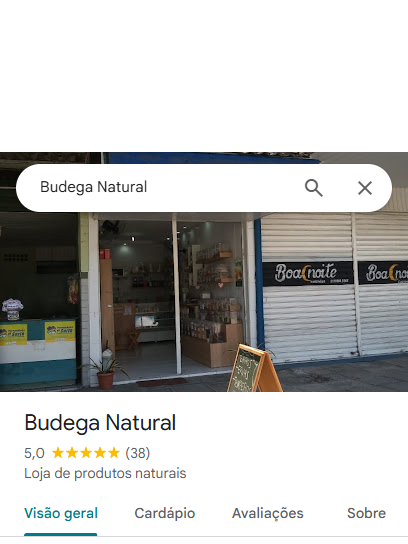 Budega Natural
Boa noite
Boa noite
Budega Natural
5,0 (38)
Loja de produtos naturais
Visão geral
Cardápio
Avaliações
Sobre